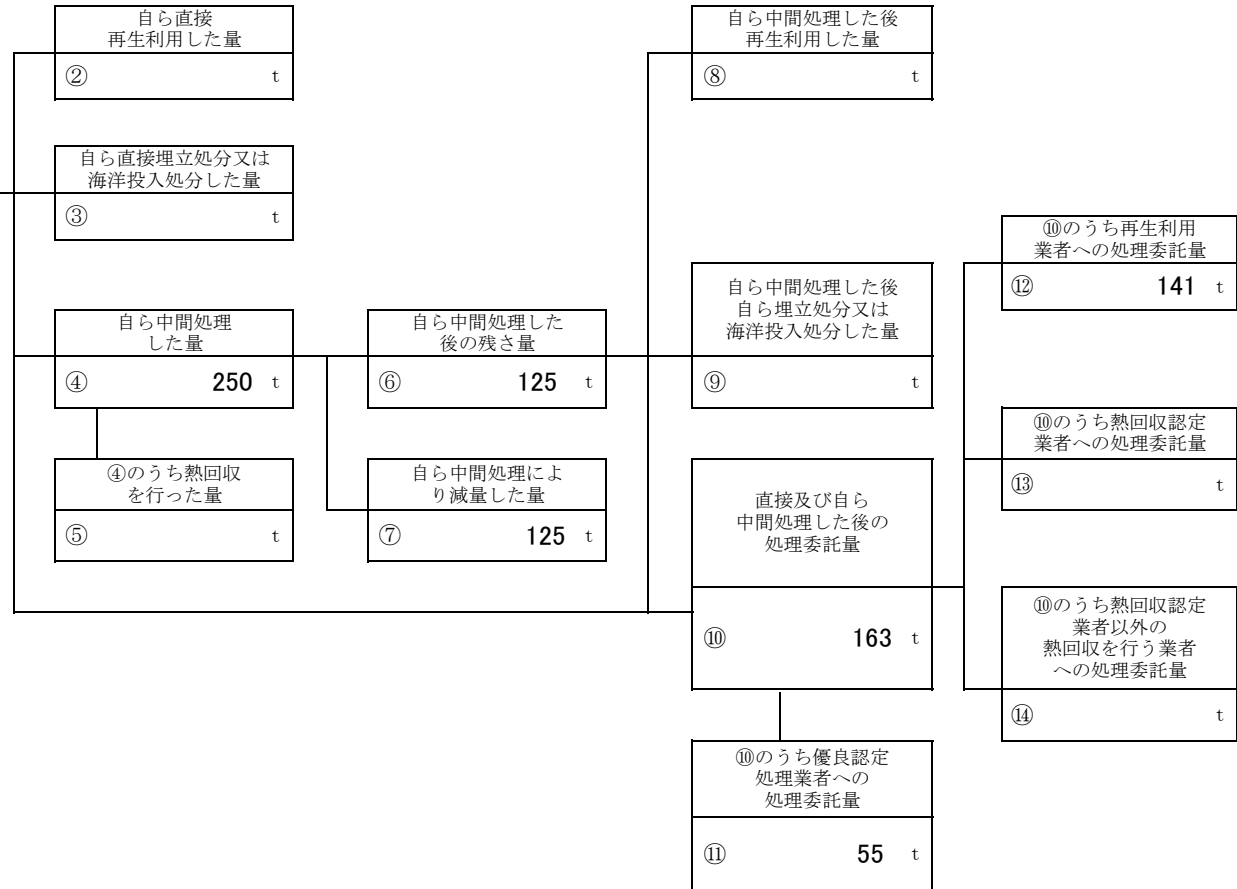 自ら直接
再生利用した量
② t
自ら直接埋立処分又は
海洋投入処分した量
③ t
自ら中間処理
した量
④ 250 t
④のうち熱回収
を行った量
⑤ t
自ら中間処理した
後の残さ量
⑥ 125 t
自ら中間処理によ
り減量した量
⑦ 125 t
自ら中間処理した後
再生利用した量
⑧ t
自ら中間処理した後
自ら埋立処分又は
海洋投入処分した量
⑨ t
直接及び自ら
中間処理した後の
処理委託量
⑩ 163 t
⑩のうち優良認定
処理業者への
処理委託量
⑪ 55 t
⑩のうち再生利用
業者への処理委託量
⑫ 141 t
⑩のうち熱回収認定
業者への処理委託量
⑬ t
⑩のうち熱回収認定
業者以外の
熱回収を行う業者
への処理委託量
⑭ t